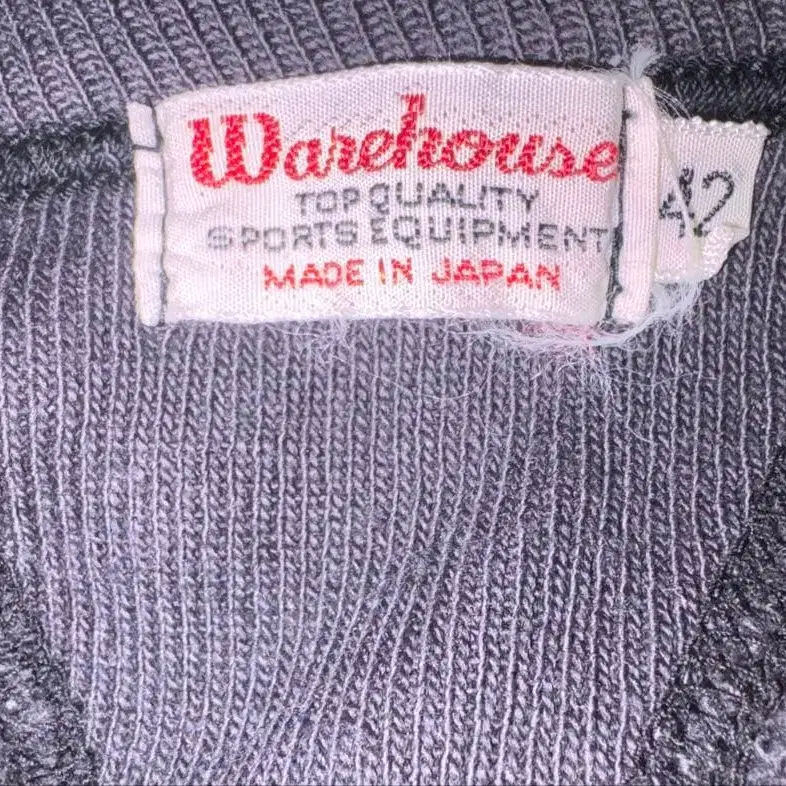 Warehouse
TOP QUALITY
SPORTS EQUIPMENT
MADE IN JAPAN
42